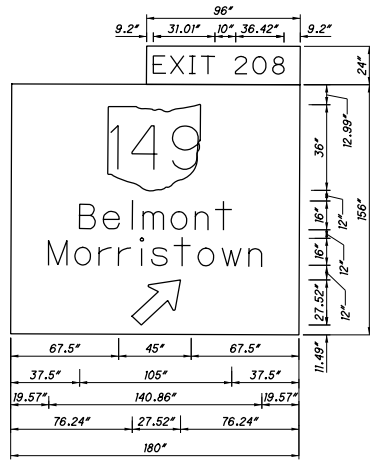 96"
9.2" 31.01" 10" 36.42" 9.2"
EXIT 208
24"
149
Belmont
Morristown
12.99"
36"
12"
16"
12"
16"
12"
27.52"
11.49"
156"
67.5" 45" 67.5"
37.5" 105" 37.5"
19.57" 140.86" 19.57"
76.24" 27.52" 76.24"
180"